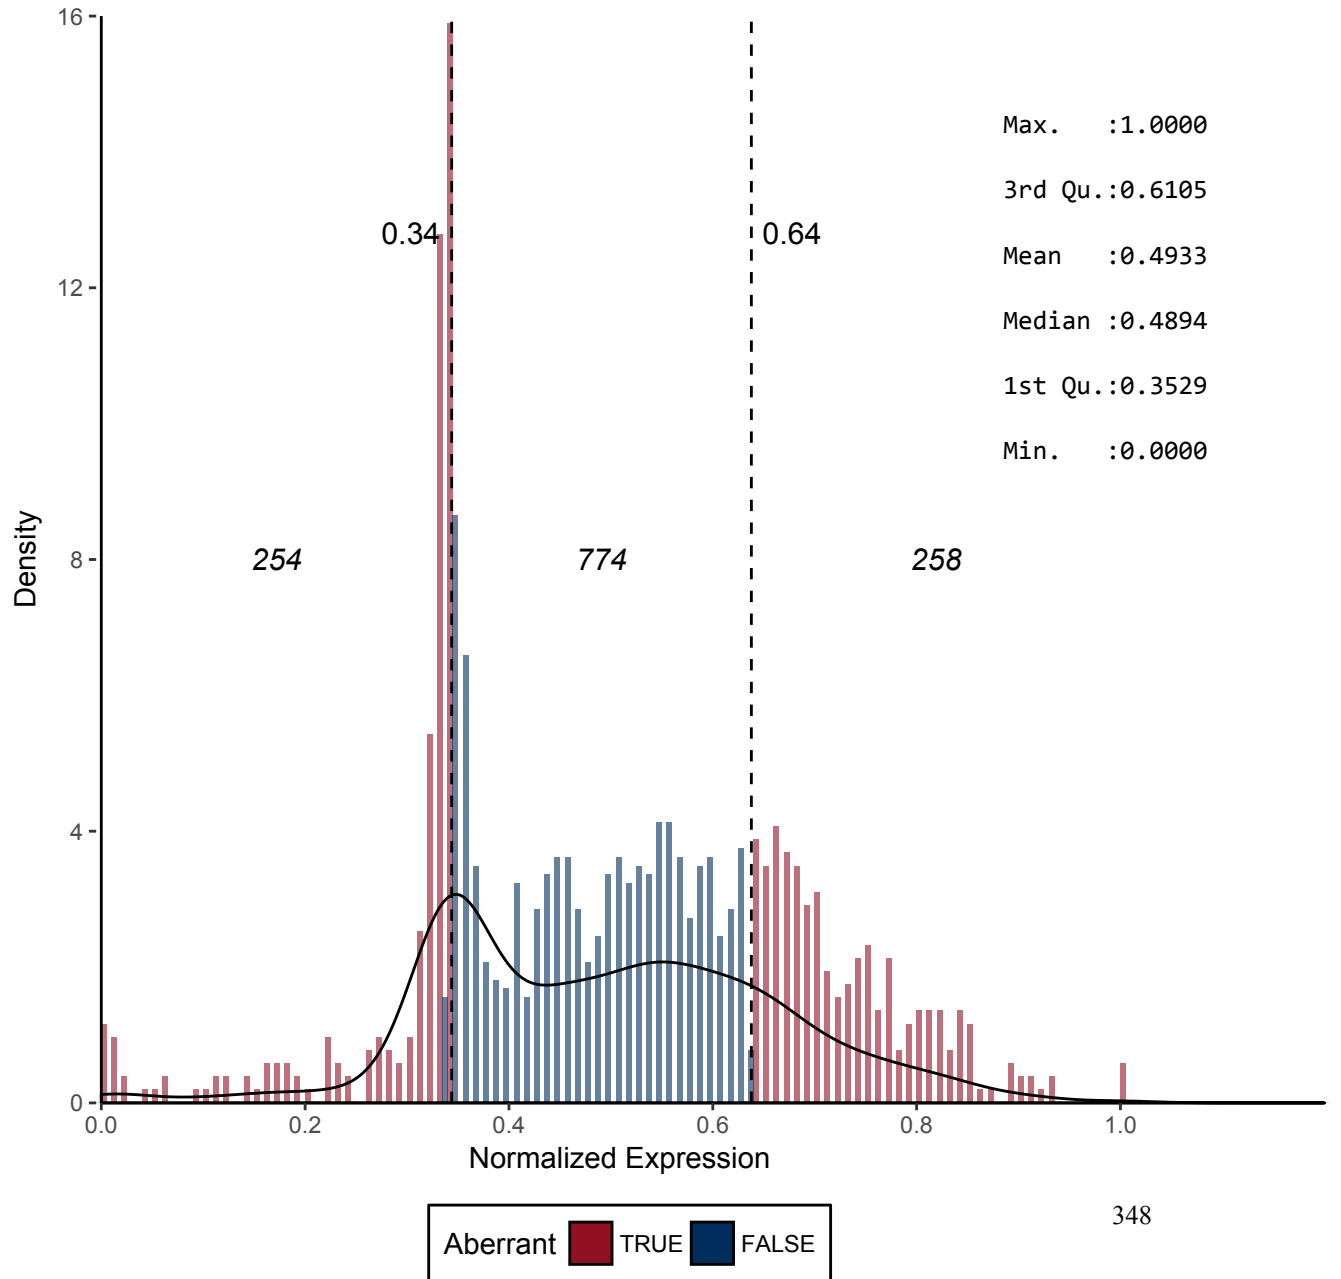 16
Max. :1.0000
3rd Qu.:0.6105
0.34
0.64
Mean :0.4933
12
Median :0.4894
1st Qu.:0.3529
Min. :0.0000
Density
8
254
774
258
4
0
0.0 0.2 0.4 0.6 0.8 1.0
Normalized Expression
348
Aberrant TRUE FALSE